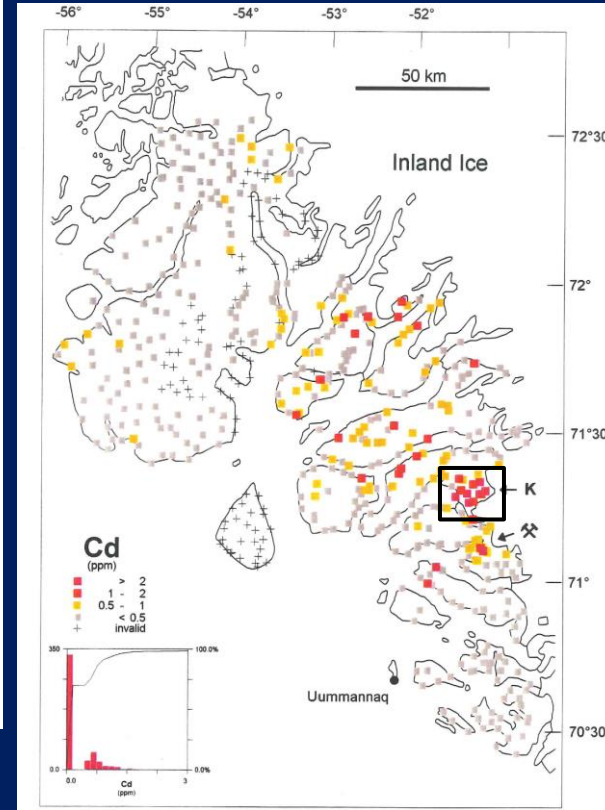 -56° -55° -54° -53° -52° -51°
50 km
72°30
Inland Ice
72°
71°30
K
Cd
(ppm)
> 2
1 - 2
0.5 - 1
< 0.5
invalid
71°
350 100.0%
Uummannaq
70°30
0.0 0.0%
0.0 Cd 3
(ppm)